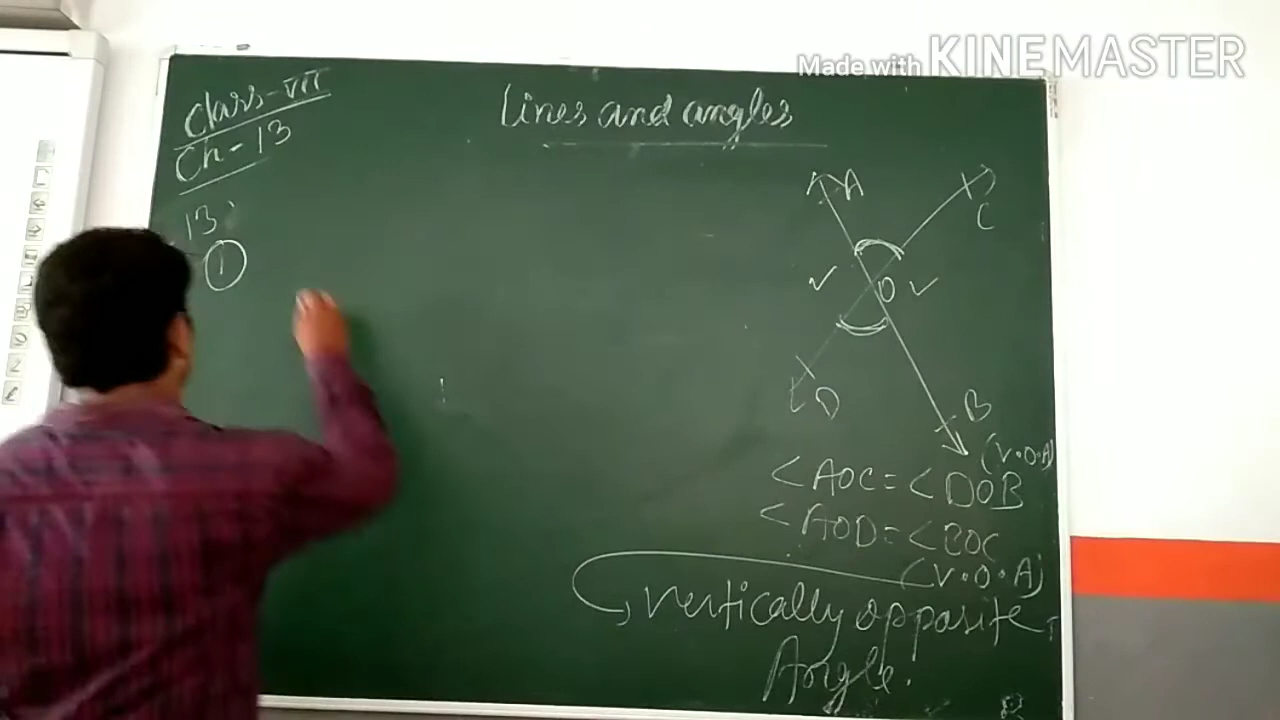 Made with KINEMASTER
Class-VII
Ch-13
Lines and angles
13.
1
A
C
O
D
B
(V.O.A)
<AOC=<DOB
<AOD=<BOC
(V.O.A)
Vertically opposite
Angle.